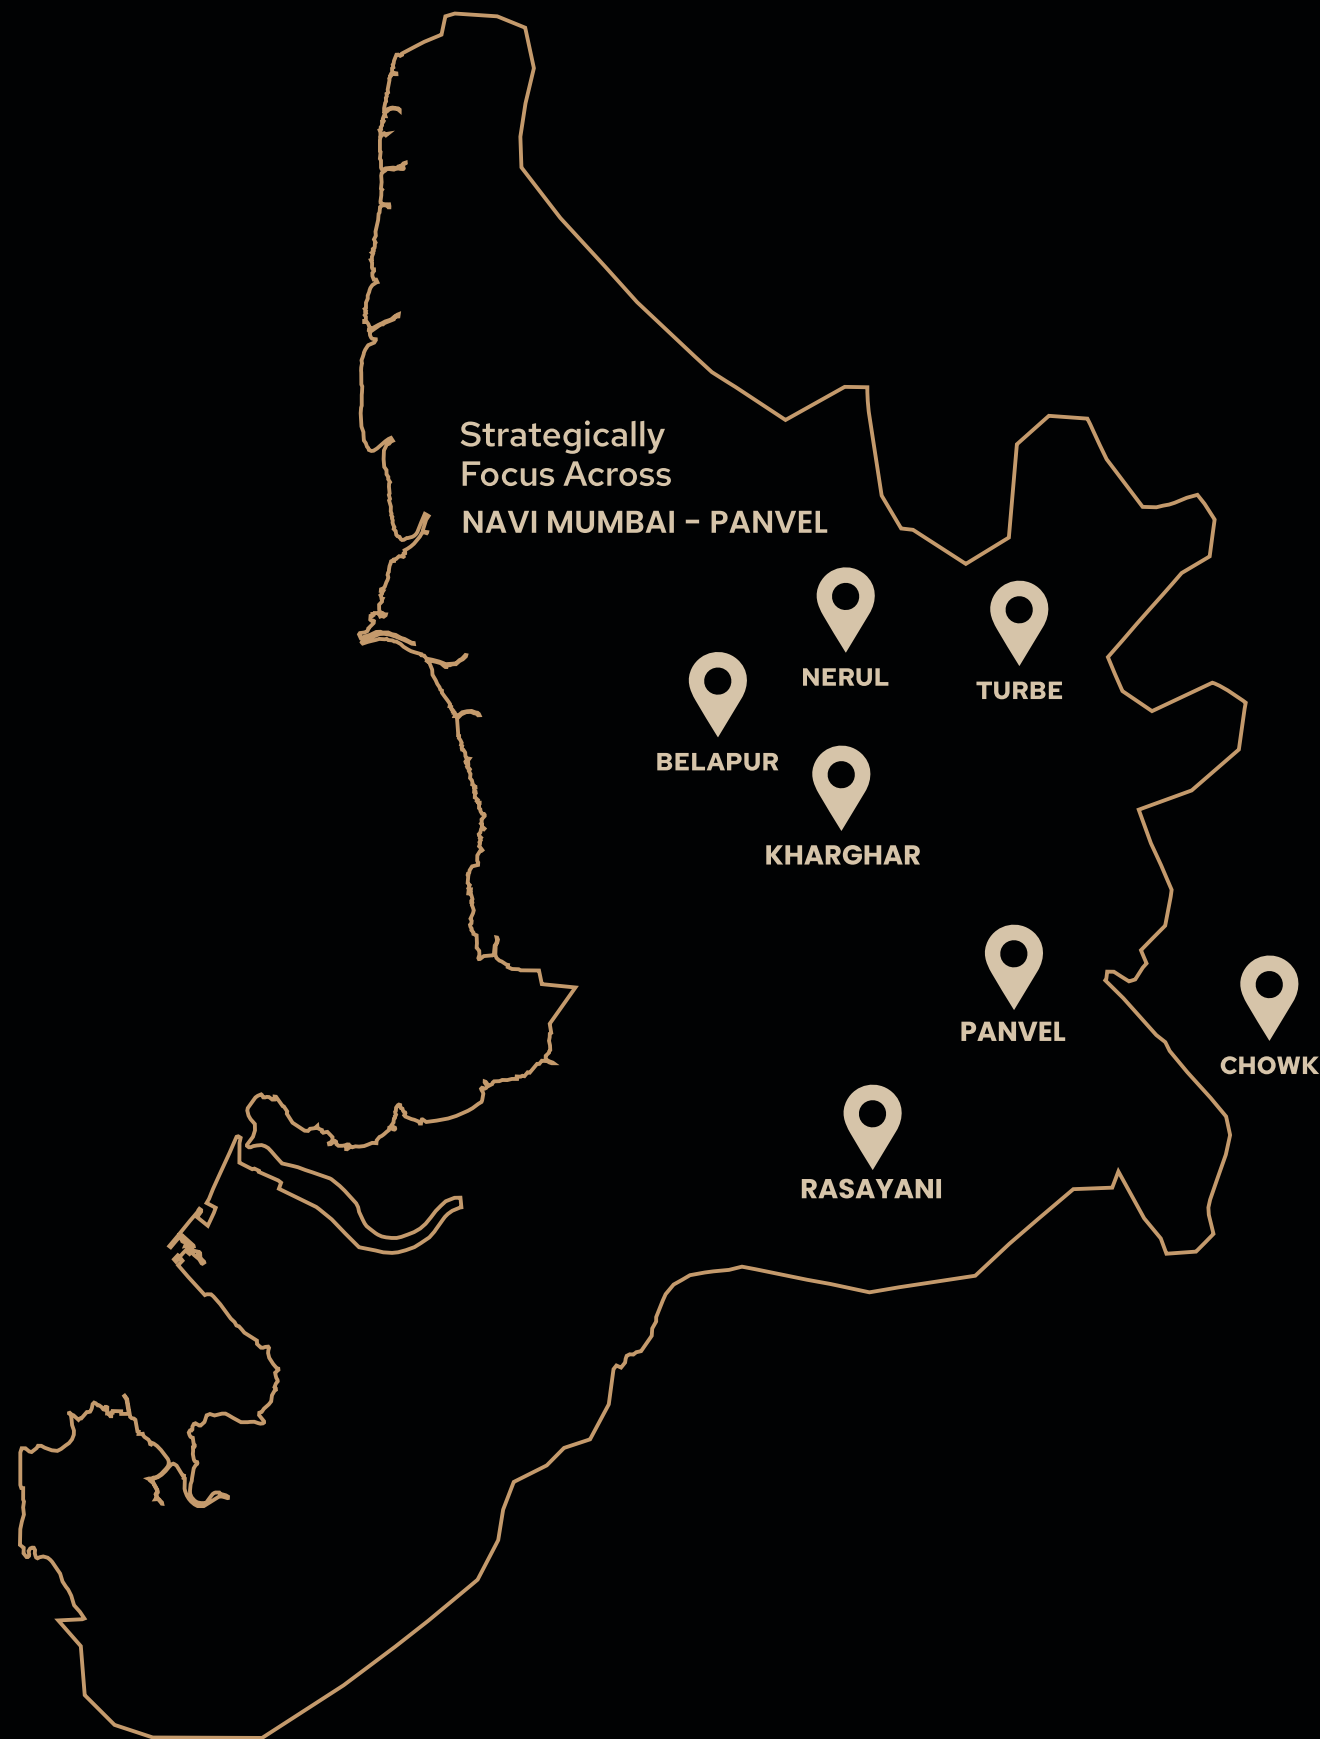 Strategically
Focus Across
NAVI MUMBAI – PANVEL
NERUL
TURBE
BELAPUR
KHARGHAR
PANVEL
CHOWK
RASAYANI